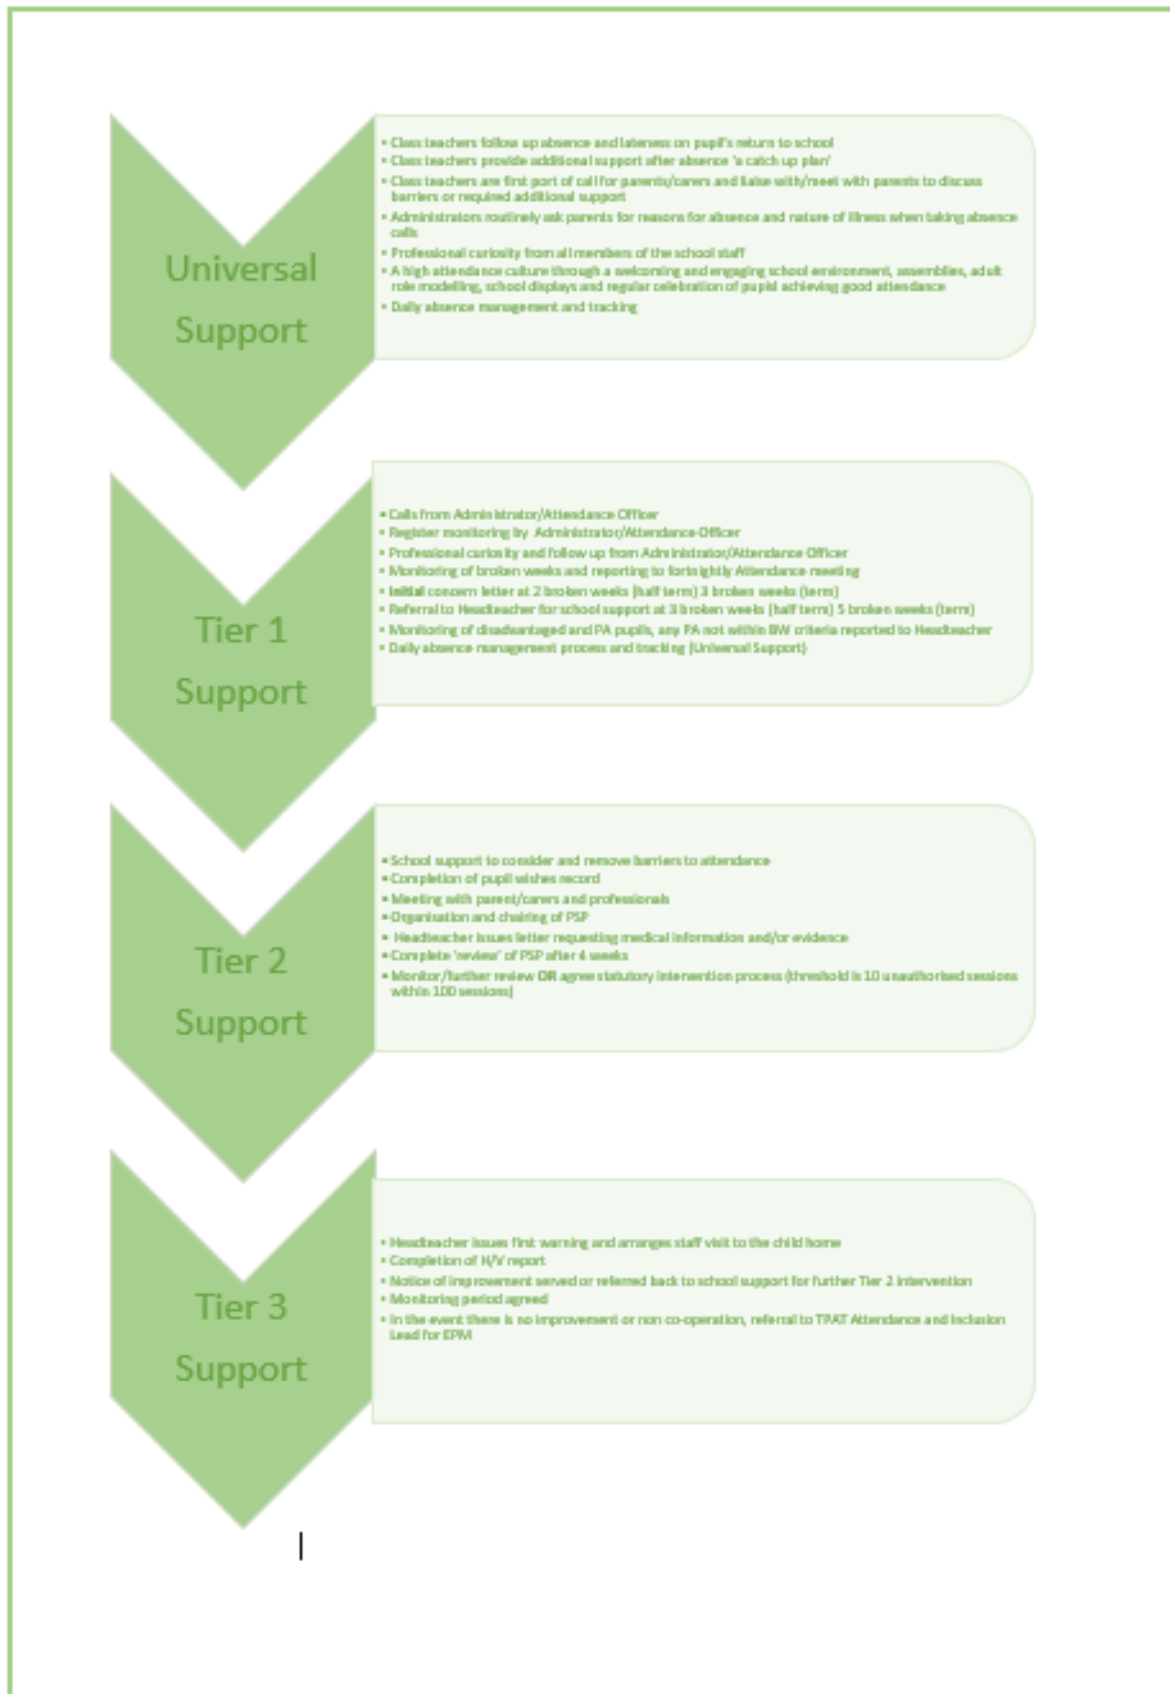 Universal
Support
▪ Class teachers follow up absence and lateness on pupil's return to school
▪ Class teachers provide additional support after absence 'a catch up plan'
▪ Class teachers are first port of call for parents/carers and liaise with/meet with parents to discuss
barriers or required additional support
▪ Administrators routinely ask parents for reasons for absence and nature of illness when taking absence
calls
▪ Professional curiosity from all members of the school staff
▪ A high attendance culture through a welcoming and engaging school environment, assemblies, adult
role modelling, school displays and regular celebration of pupisl achieving good attendance
▪ Daily absence management and tracking
Tier 1
Support
▪ Calls from Administrator/Attendance Officer
▪ Register monitoring by Administrator/Attendance Officer
▪ Professional curiosity and follow up from Administrator/Attendance Officer
▪ Monitoring of broken weeks and reporting to fortnightly Attendance meeting
▪ Initial concern letter at 2 broken weeks (half term) 3 broken weeks (term)
▪ Referral to Headteacher for school support at 3 broken weeks (half term) 5 broken weeks (term)
▪ Monitoring of disadvantaged and PA pupils, any PA not within BW criteria reported to Headteacher
▪ Daily absence management process and tracking (Universal Support)
Tier 2
Support
▪ School support to consider and remove barriers to attendance
▪ Completion of pupil wishes record
▪ Meeting with parent/carers and professionals
▪ Organisation and chairing of PSP
▪ Headteacher issues letter requesting medical information and/or evidence
▪ Complete 'review' of PSP after 4 weeks
▪ Monitor/further review OR agree statutory intervention process (threshold is 10 unauthorised sessions
within 100 sessions)
Tier 3
Support
▪ Headteacher issues first warning and arranges staff visit to the child home
▪ Completion of H/V report
▪ Notice of improvement served or referred back to school support for further Tier 2 intervention
▪ Monitoring period agreed
▪ In the event there is no improvement or non co-operation, referral to TPAT Attendance and Inclusion
Lead for EPM